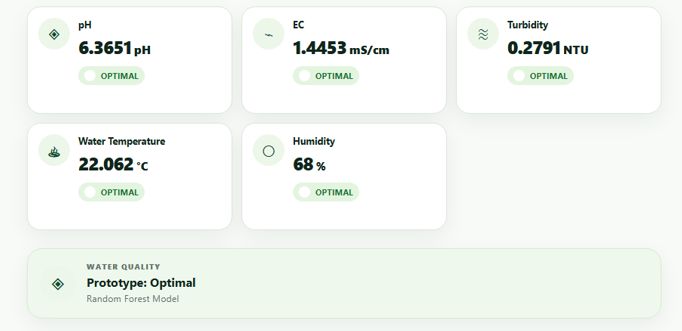 pH
6.3651 pH
OPTIMAL
EC
1.4453 mS/cm
OPTIMAL
Turbidity
0.2791 NTU
OPTIMAL
Water Temperature
22.062 °C
OPTIMAL
Humidity
68 %
OPTIMAL
WATER QUALITY
Prototype: Optimal
Random Forest Model